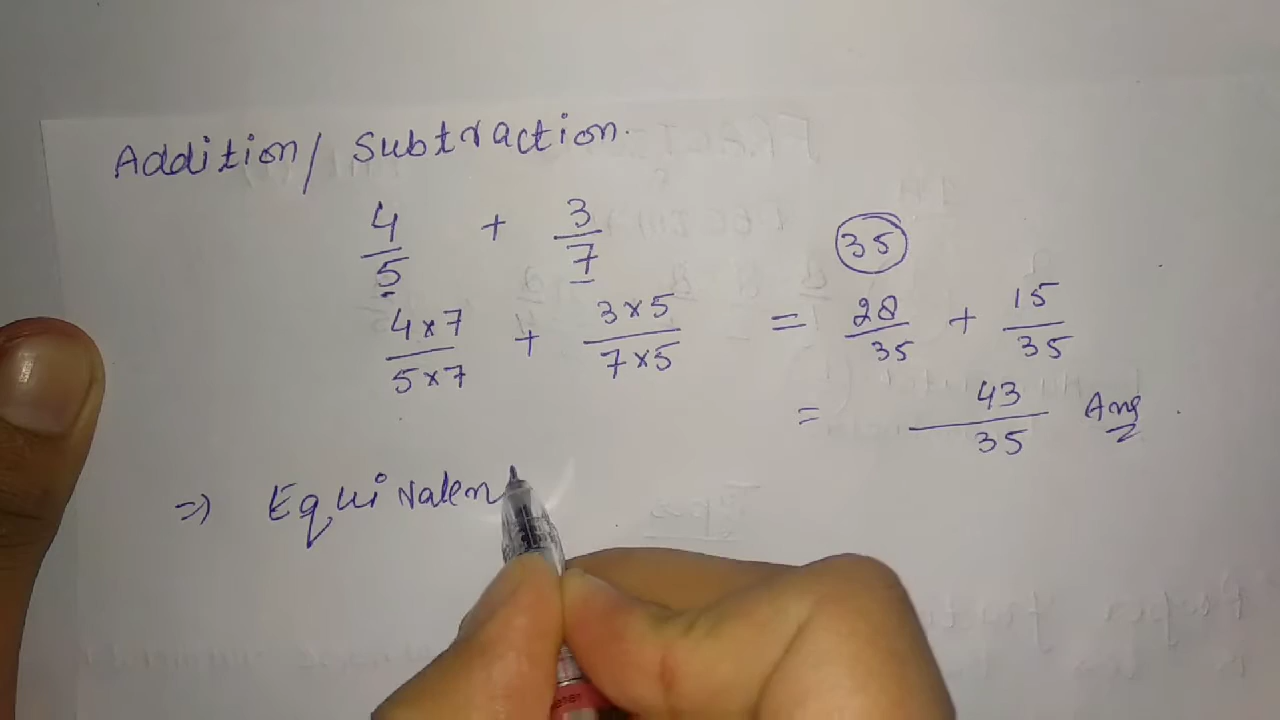 Addition/ Subtraction.
4/5 + 3/7
35
4×7/5×7 + 3×5/7×5 = 28/35 + 15/35
= 43/35 Ans
=> Equivalen